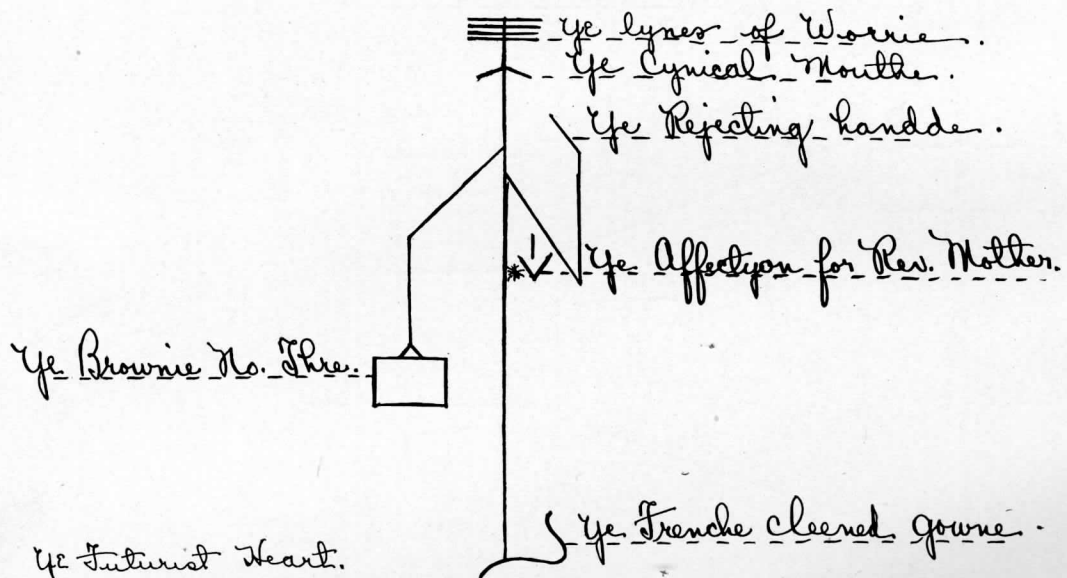 Ye lynes of Worrie.
Ye Cynical Mouthe.
Ye Rejecting handde.
Ye Affectyon for Rev. Mother.
Ye Brownie No. Thre.
Ye Frenche cleened gowne.
Ye Futurist Heart.